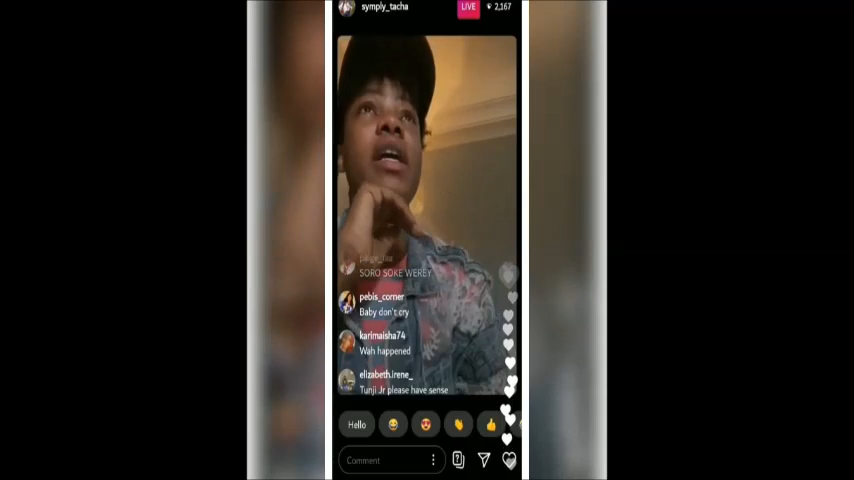 symply_tacha
LIVE
2,167
SORO SOKE WEREY
pebis_corner
Baby don't cry
karimaisha74
Wah happened
elizabeth.irene_
Tunji Jr please have sense
Hello
Comment